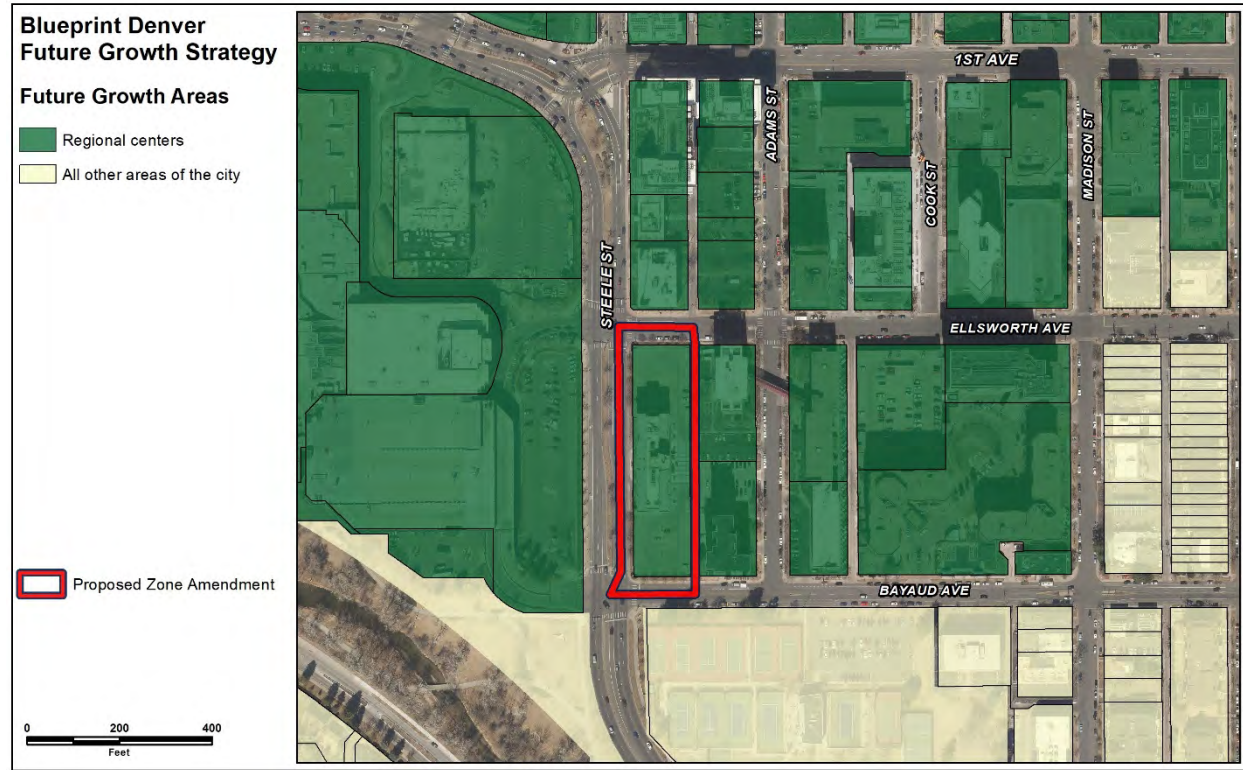 Blueprint Denver
Future Growth Strategy
Future Growth Areas
Regional centers
All other areas of the city
Proposed Zone Amendment
0 200 400
Feet
1ST AVE
ADAMS ST
COOK ST
MADISON ST
STEELE ST
ELLSWORTH AVE
BAYAUD AVE